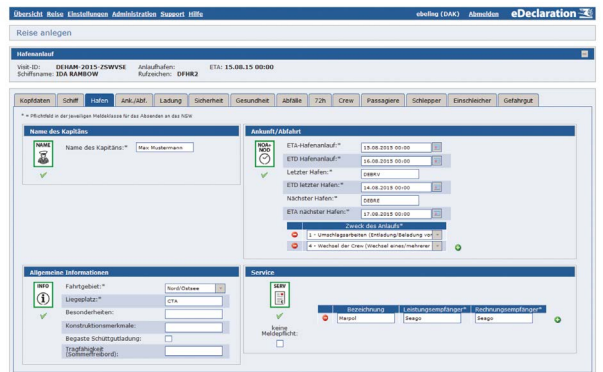 Übersicht Reise Einstellungen Administration Support Hilfe
ebeling (DAK) Abmelden eDeclaration
Reise anlegen
Hafenanlauf
Visit-ID: DEHAM-2015-ZSWVSE Anlaufhafen: ETA: 15.08.15 00:00
Schiffsname: IDA RAMBOW Rufzeichen: DFHR2
Kopfdaten Schiff Hafen Ank./Abf. Ladung Sicherheit Gesundheit Abfälle 72h Crew Passagiere Schlepper Einschleicher Gefahrgut
* = Pflichtfeld in der jeweiligen Meldeklasse für das Absenden an das NSW
Name des Kapitäns
NAME
Name des Kapitäns:* Max Mustermann
Ankunft/Abfahrt
NOA+
NOD
ETA-Hafenanlauf:* 15.08.2015 00:00
ETD Hafenanlauf:* 16.08.2015 00:00
Letzter Hafen:* DEBRV
ETD letzter Hafen:* 14.08.2015 00:00
Nächster Hafen:* DEBRE
ETA nächster Hafen:* 17.08.2015 00:00
Zweck des Anlaufs*
1 - Umschlagsarbeiten (Entladung/Beladung von
4 - Wechsel der Crew (Wechsel eines/mehrerer
Allgemeine Informationen
INFO
Fahrtgebiet:* Nord/Ostsee
Liegeplatz:* CTA
Besonderheiten:
Konstruktionsmerkmale:
Begaste Schüttgutladung:
Tragfähigkeit
(Sommerfreibord):
Service
SERV
keine
Meldepflicht:
Bezeichnung Leistungsempfänger* Rechnungsempfänger*
Marpol Seago Seago